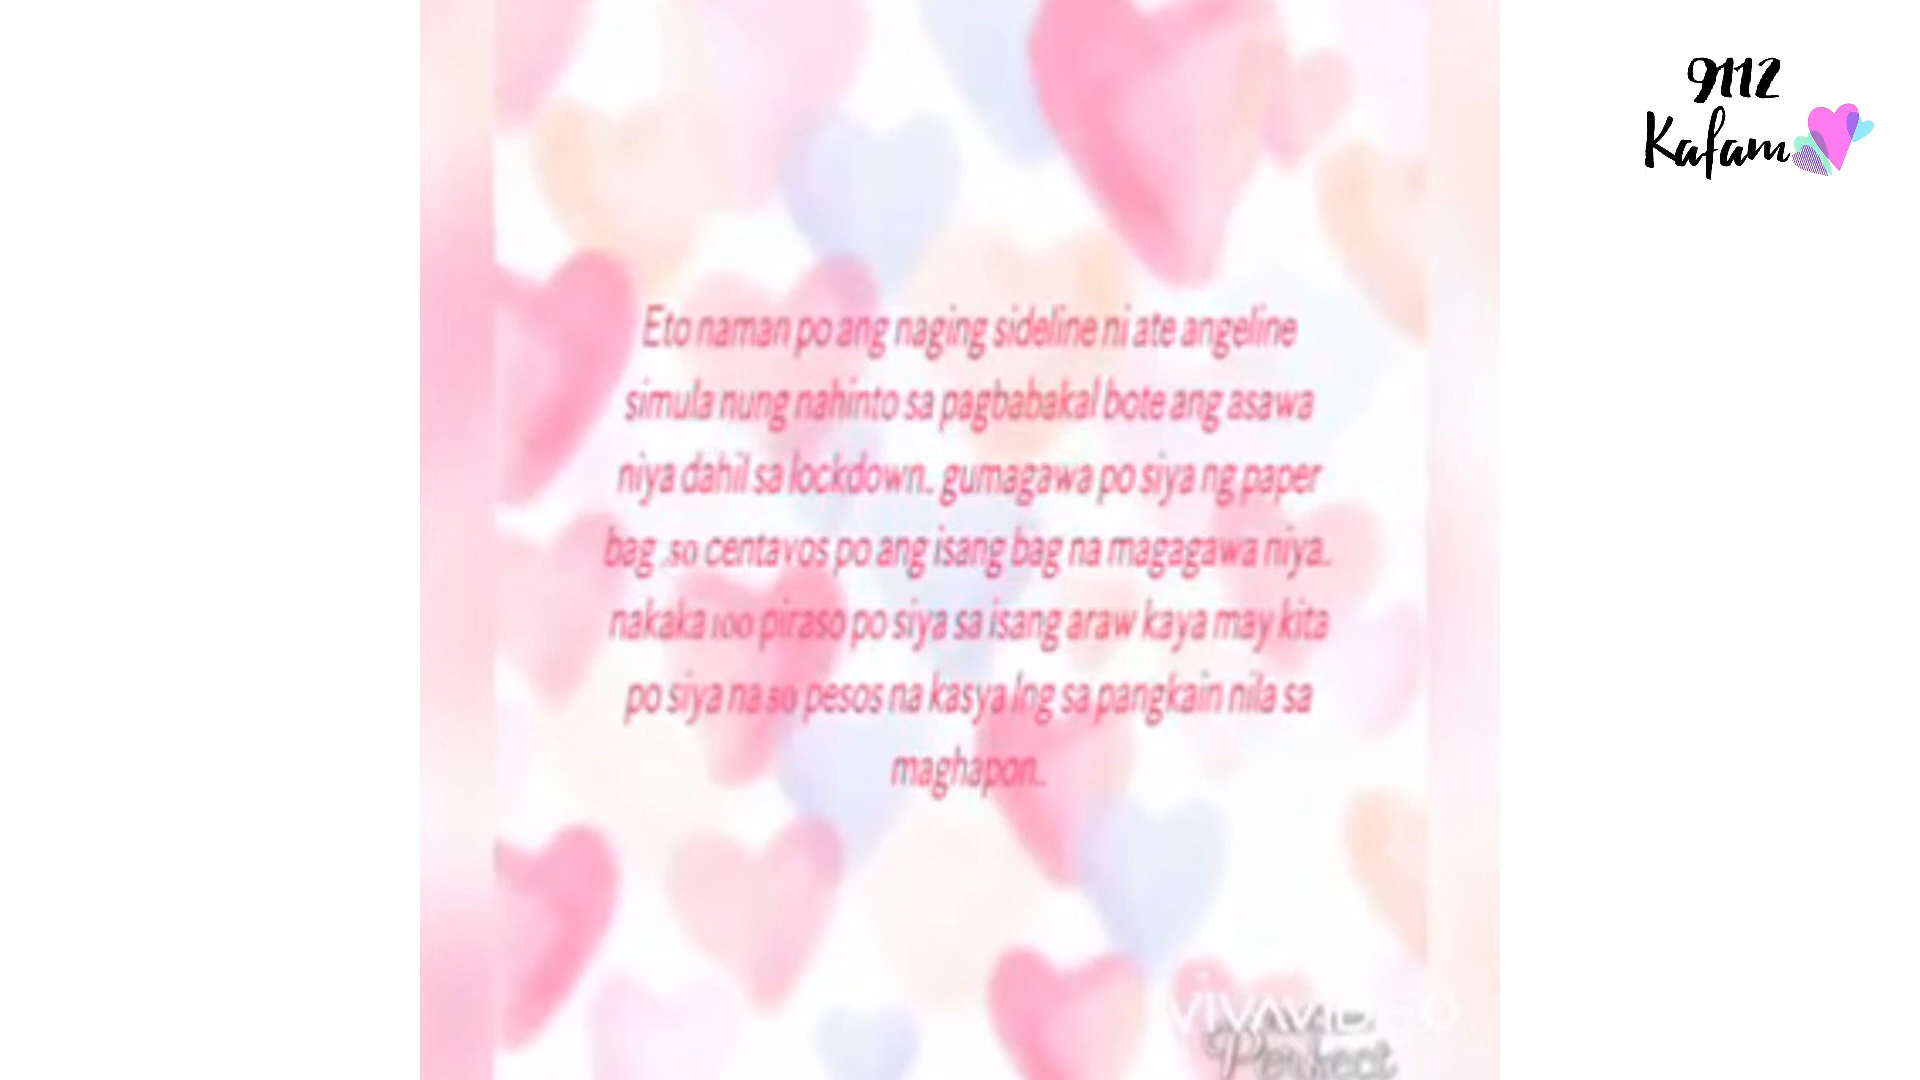 9112
Kafam
Eto naman po ang naging sideline ni ate angeline
simula nung nahinto sa pagbabakal bote ang asawa
niya dahil sa lockdown.. gumagawa po siya ng paper
bag .50 centavos po ang isang bag na magagawa niya..
nakaka 100 piraso po siya sa isang araw kaya may kita
po siya na 50 pesos na kasya lng sa pangkain nila sa
maghapon..
VIVAVIDEO
Perfect